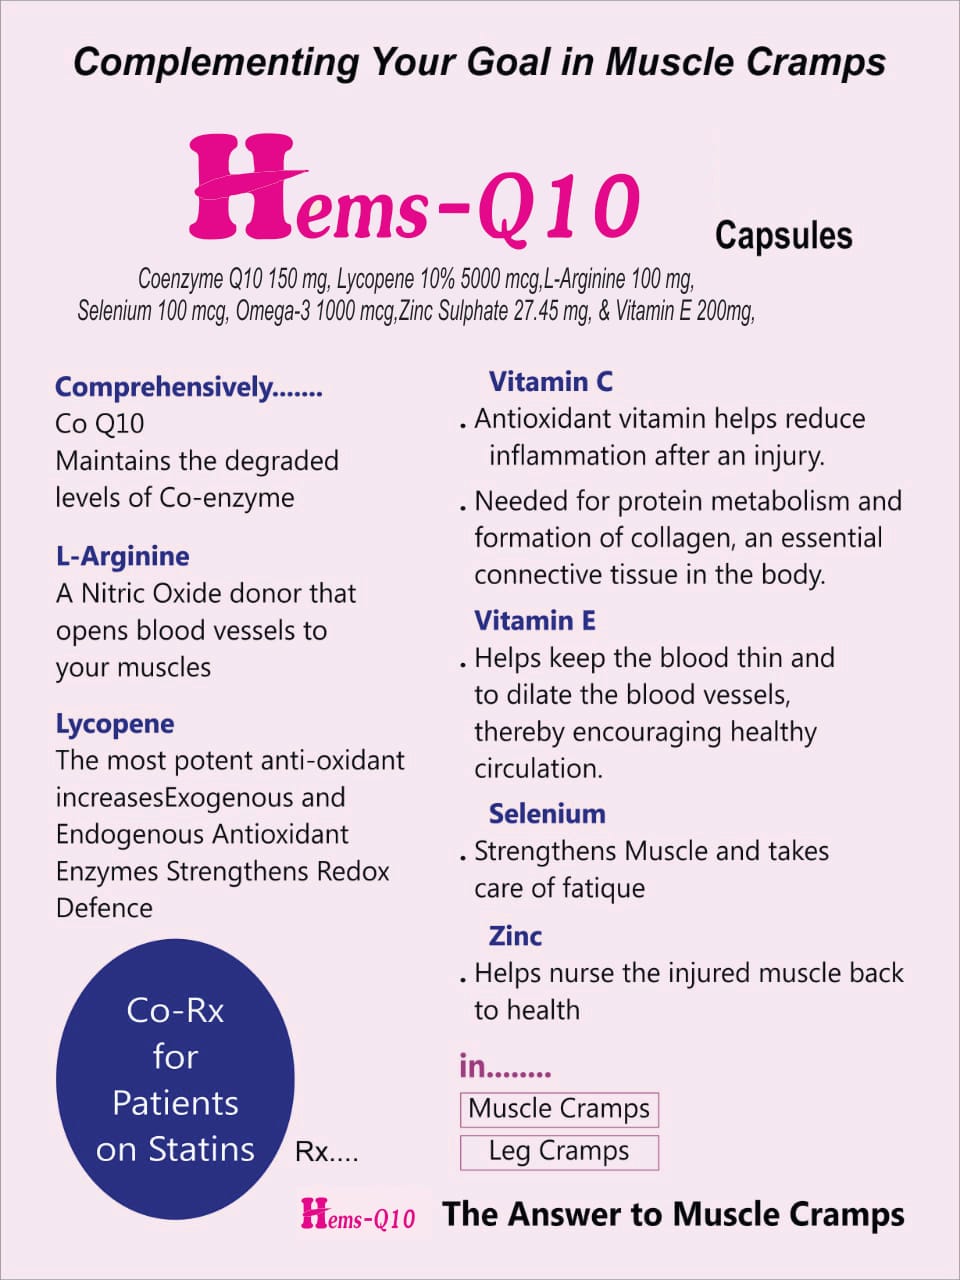 Complementing Your Goal in Muscle Cramps
Hems-Q10
Capsules
Coenzyme Q10 150 mg, Lycopene 10% 5000 mcg,L-Arginine 100 mg,
Selenium 100 mcg, Omega-3 1000 mcg,Zinc Sulphate 27.45 mg, & Vitamin E 200mg,
Comprehensively.......
Co Q10
Maintains the degraded
levels of Co-enzyme
L-Arginine
A Nitric Oxide donor that
opens blood vessels to
your muscles
Lycopene
The most potent anti-oxidant
increasesExogenous and
Endogenous Antioxidant
Enzymes Strengthens Redox
Defence
Co-Rx
for
Patients
on Statins
Vitamin C
. Antioxidant vitamin helps reduce
inflammation after an injury.
. Needed for protein metabolism and
formation of collagen, an essential
connective tissue in the body.
Vitamin E
. Helps keep the blood thin and
to dilate the blood vessels,
thereby encouraging healthy
circulation.
Selenium
. Strengthens Muscle and takes
care of fatique
Zinc
. Helps nurse the injured muscle back
to health
in........
Muscle Cramps
Leg Cramps
Rx....
Hems-Q10 The Answer to Muscle Cramps